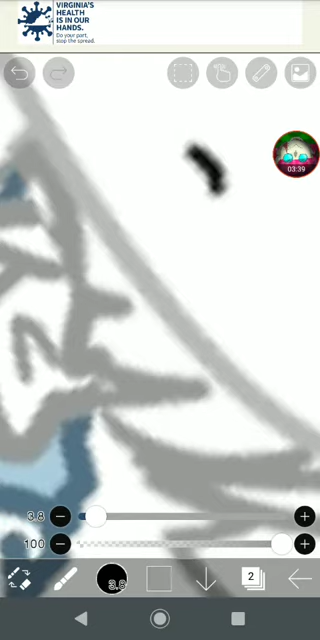 VIRGINIA'S
HEALTH
IS IN OUR
HANDS.
Do your part,
stop the spread.
03:39
3.8
100
3.8
2